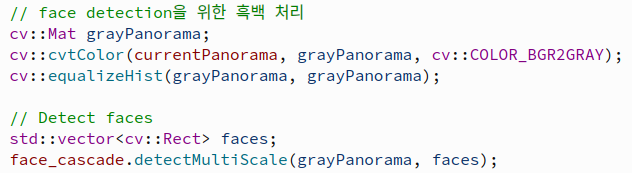 // face detection을 위한 흑백 처리
cv::Mat grayPanorama;
cv::cvtColor(currentPanorama, grayPanorama, cv::COLOR_BGR2GRAY);
cv::equalizeHist(grayPanorama, grayPanorama);
// Detect faces
std::vector<cv::Rect> faces;
face_cascade.detectMultiScale(grayPanorama, faces);